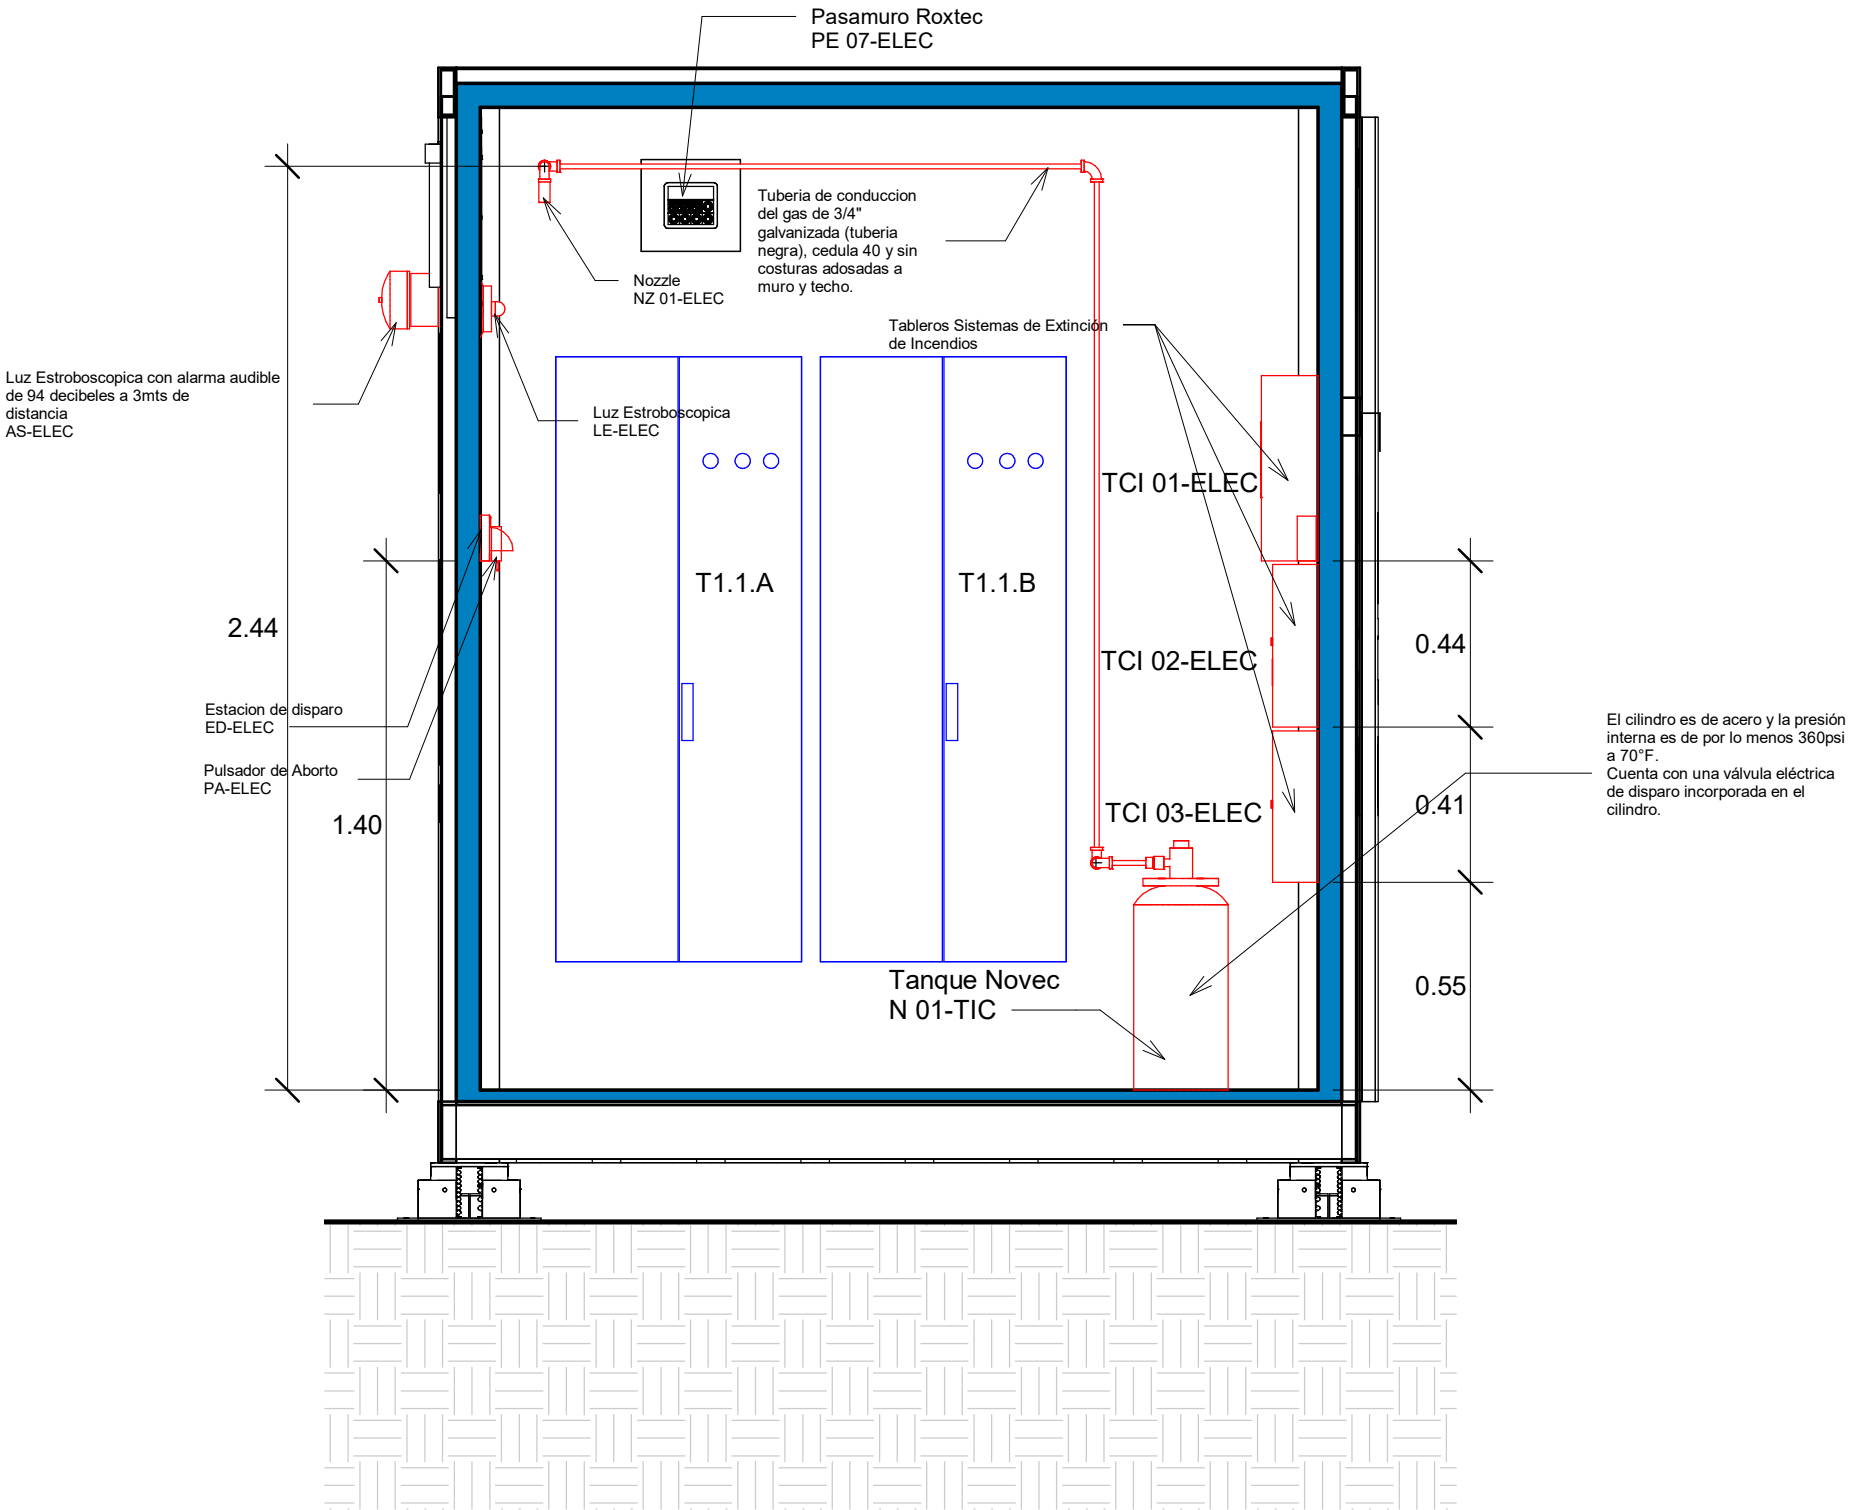 Pasamuro Roxtec
PE 07-ELEC
Tuberia de conduccion
del gas de 3/4"
galvanizada (tuberia
negra), cedula 40 y sin
costuras adosadas a
muro y techo.
Nozzle
NZ 01-ELEC
Tableros Sistemas de Extinción
de Incendios
Luz Estroboscopica con alarma audible
de 94 decibeles a 3mts de
distancia
AS-ELEC
Luz Estroboscopica
LE-ELEC
TCI 01-ELEC
T1.1.A
T1.1.B
2.44
0.44
TCI 02-ELEC
Estacion de disparo
ED-ELEC
Pulsador de Aborto
PA-ELEC
1.40
El cilindro es de acero y la presión
interna es de por lo menos 360psi
a 70°F.
Cuenta con una válvula eléctrica
de disparo incorporada en el
cilindro.
0.41
TCI 03-ELEC
Tanque Novec
N 01-TIC
0.55